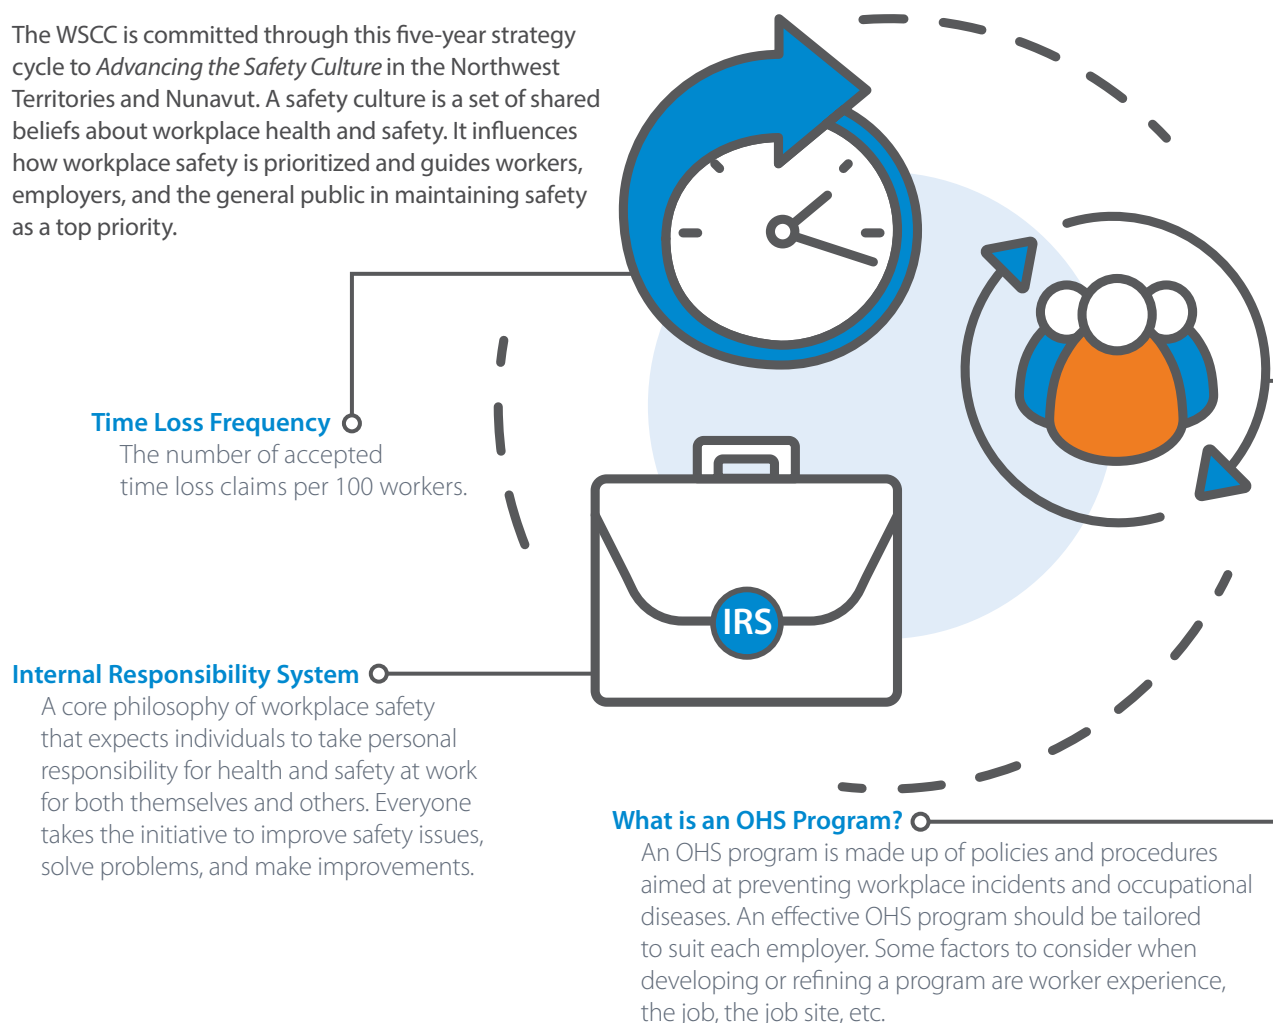 The WSCC is committed through this five-year strategy
cycle to Advancing the Safety Culture in the Northwest
Territories and Nunavut. A safety culture is a set of shared
beliefs about workplace health and safety. It influences
how workplace safety is prioritized and guides workers,
employers, and the general public in maintaining safety
as a top priority.
Time Loss Frequency
The number of accepted
time loss claims per 100 workers.
IRS
Internal Responsibility System
A core philosophy of workplace safety
that expects individuals to take personal
responsibility for health and safety at work
for both themselves and others. Everyone
takes the initiative to improve safety issues,
solve problems, and make improvements.
What is an OHS Program?
An OHS program is made up of policies and procedures
aimed at preventing workplace incidents and occupational
diseases. An effective OHS program should be tailored
to suit each employer. Some factors to consider when
developing or refining a program are worker experience,
the job, the job site, etc.